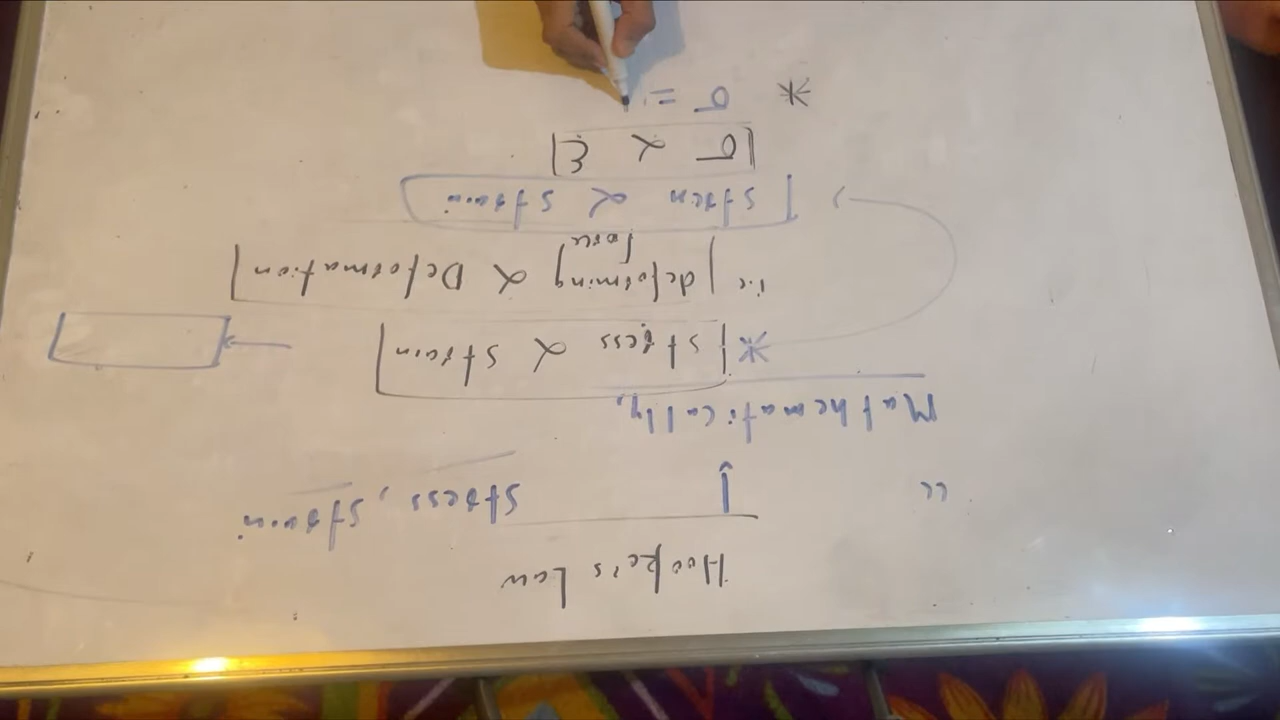 Hooke's Law
Stress, Strain
“
Mathematically,
* stress ∝ strain
i.e deforming force ∝ Deformation
stress ∝ strain
σ ∝ ε
* σ =